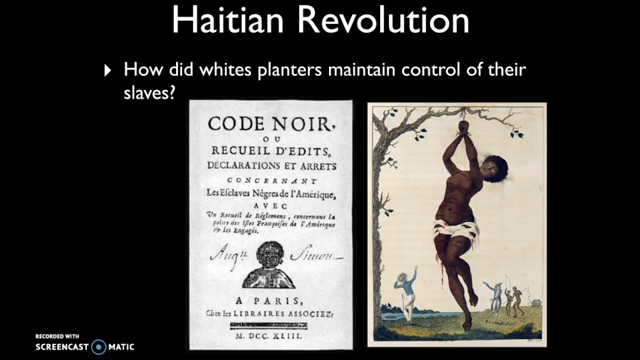 Haitian Revolution
How did whites planters maintain control of their
slaves?
CODE NOIR,
OU
RECUEIL D'EDITS,
DÉCLARATIONS ET ARRETS
CONCERNANT
Les Esclaves Négres de l'Amérique,
AVEC
Un Recueil de Réglemens, concernant la
police des Isles Françoises de l'Amérique
& les Engagés.
Simon
A PARIS,
Chez les LIBRAIRES ASSOCIEZ.
M. DCC. XLIII.
RECORDED WITH
SCREENCAST MATIC